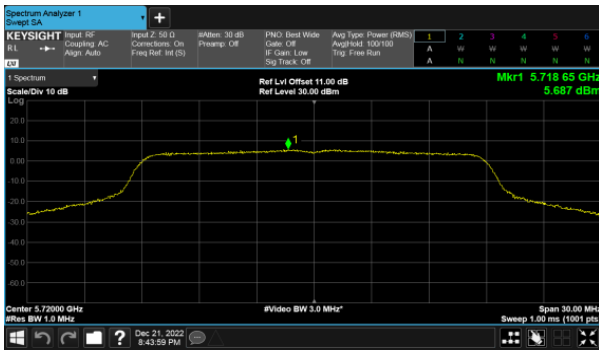 Spectrum Analyzer 1
Swept SA
+
KEYSIGHT Input: RF Input Z: 50 Ω #Atten: 30 dB PNO: Best Wide Avg Type: Power (RMS) 1 2 3 4 5 6
RL Coupling: AC Corrections: On Preamp: Off Gate: Off Avg|Hold: 100/100 A W W W W W
Align: Auto Freq Ref: Int (S) IF Gain: Low Trig: Free Run
Sig Track: Off A N N N N N
LXI
1 Spectrum Ref Lvl Offset 11.00 dB Mkr1 5.718 65 GHz
Scale/Div 10 dB Ref Level 30.00 dBm 5.687 dBm
Log
20.0
10.0
1
0.00
-10.0
-20.0
-30.0
-40.0
-50.0
-60.0
Center 5.72000 GHz #Video BW 3.0 MHz* Span 30.00 MHz
#Res BW 1.0 MHz Sweep 1.00 ms (1001 pts
? Dec 21, 2022
8:43:59 PM